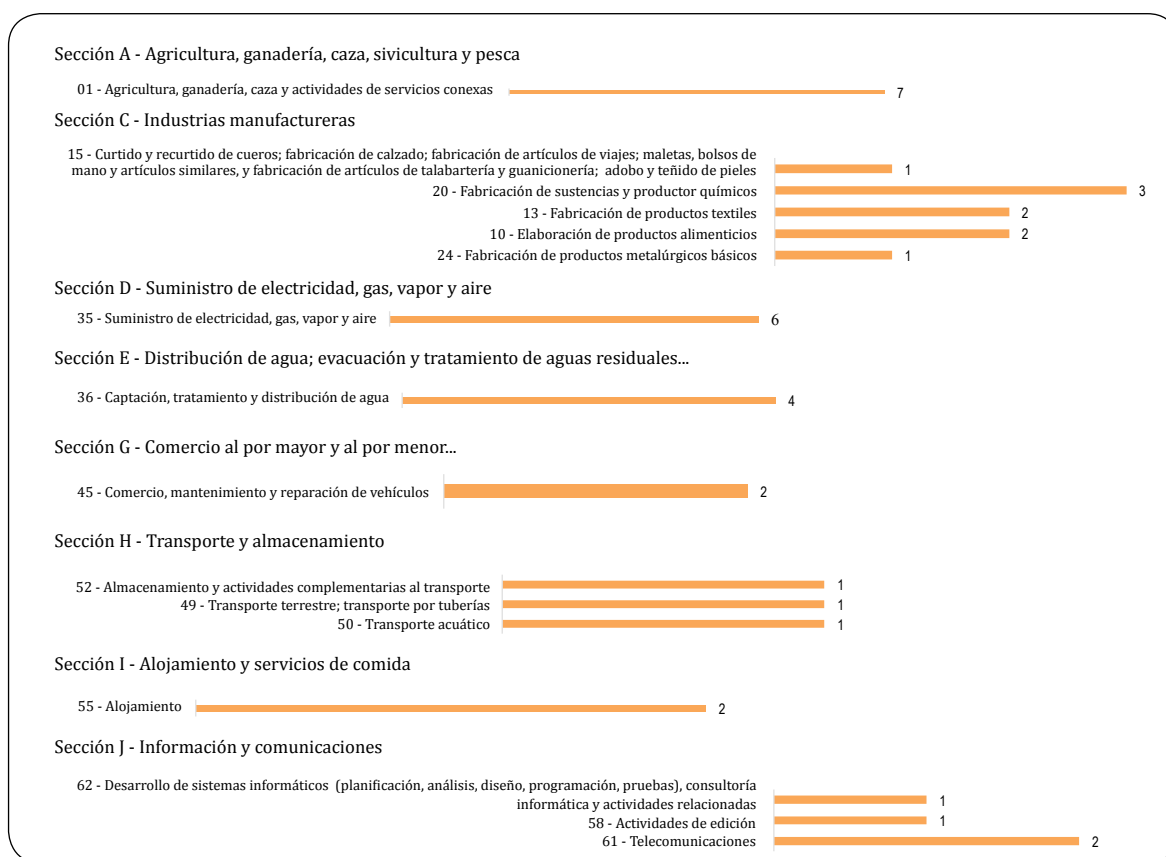 Sección A - Agricultura, ganadería, caza, sivicultura y pesca
01 - Agricultura, ganadería, caza y actividades de servicios conexas 7
Sección C - Industrias manufactureras
15 - Curtido y recurtido de cueros; fabricación de calzado; fabricación de artículos de viajes; maletas, bolsos de
mano y artículos similares, y fabricación de artículos de talabartería y guanicionería; adobo y teñido de pieles 1
20 - Fabricación de sustencias y productor químicos 3
13 - Fabricación de productos textiles 2
10 - Elaboración de productos alimenticios 2
24 - Fabricación de productos metalúrgicos básicos 1
Sección D - Suministro de electricidad, gas, vapor y aire
35 - Suministro de electricidad, gas, vapor y aire 6
Sección E - Distribución de agua; evacuación y tratamiento de aguas residuales...
36 - Captación, tratamiento y distribución de agua 4
Sección G - Comercio al por mayor y al por menor...
45 - Comercio, mantenimiento y reparación de vehículos 2
Sección H - Transporte y almacenamiento
52 - Almacenamiento y actividades complementarias al transporte 1
49 - Transporte terrestre; transporte por tuberías 1
50 - Transporte acuático 1
Sección I - Alojamiento y servicios de comida
55 - Alojamiento 2
Sección J - Información y comunicaciones
62 - Desarrollo de sistemas informáticos (planificación, análisis, diseño, programación, pruebas), consultoría
informática y actividades relacionadas 1
58 - Actividades de edición 1
61 - Telecomunicaciones 2